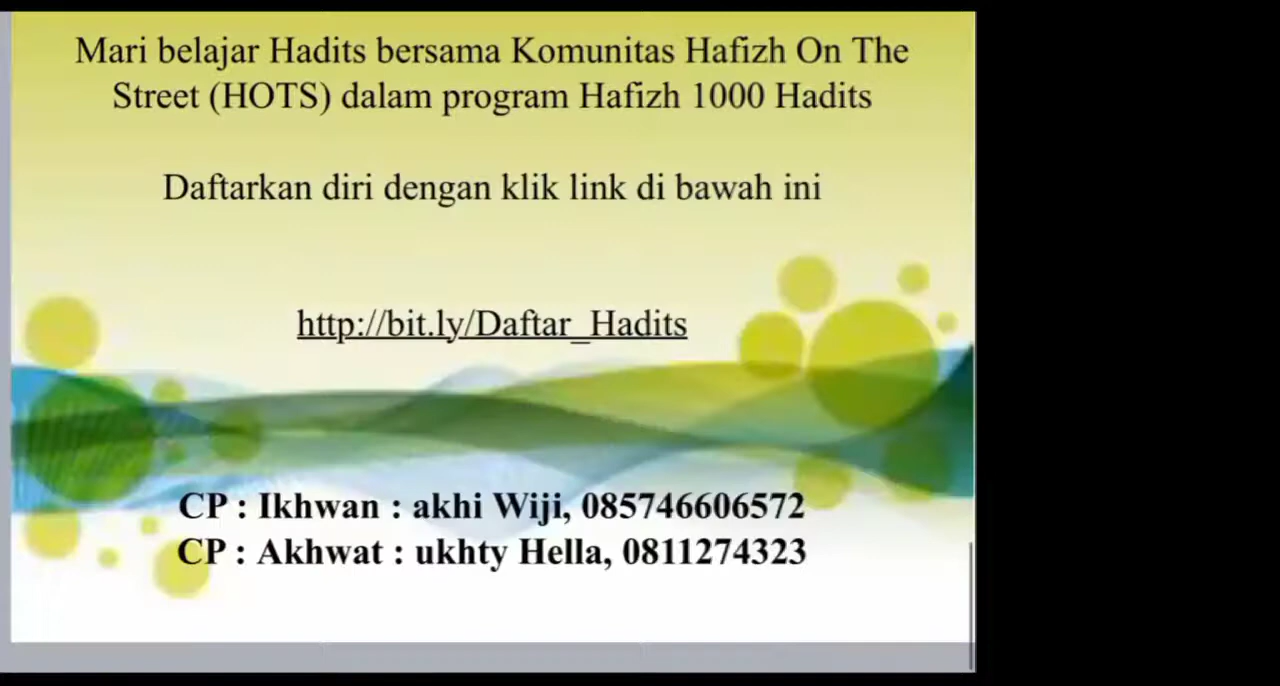 Mari belajar Hadits bersama Komunitas Hafizh On The
Street (HOTS) dalam program Hafizh 1000 Hadits
Daftarkan diri dengan klik link di bawah ini
http://bit.ly/Daftar_Hadits
CP : Ikhwan : akhi Wiji, 085746606572
CP : Akhwat : ukhty Hella, 0811274323